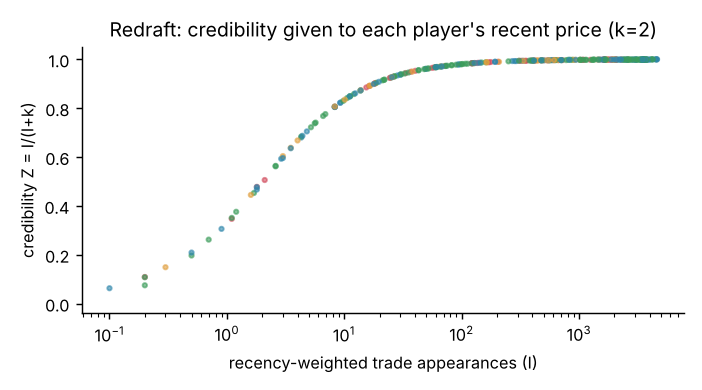 Redraft: credibility given to each player's recent price (k=2)
credibility Z = I/(I+k)
1.0
0.8
0.6
0.4
0.2
0.0
10⁻¹ 10⁰ 10¹ 10² 10³
recency-weighted trade appearances (I)